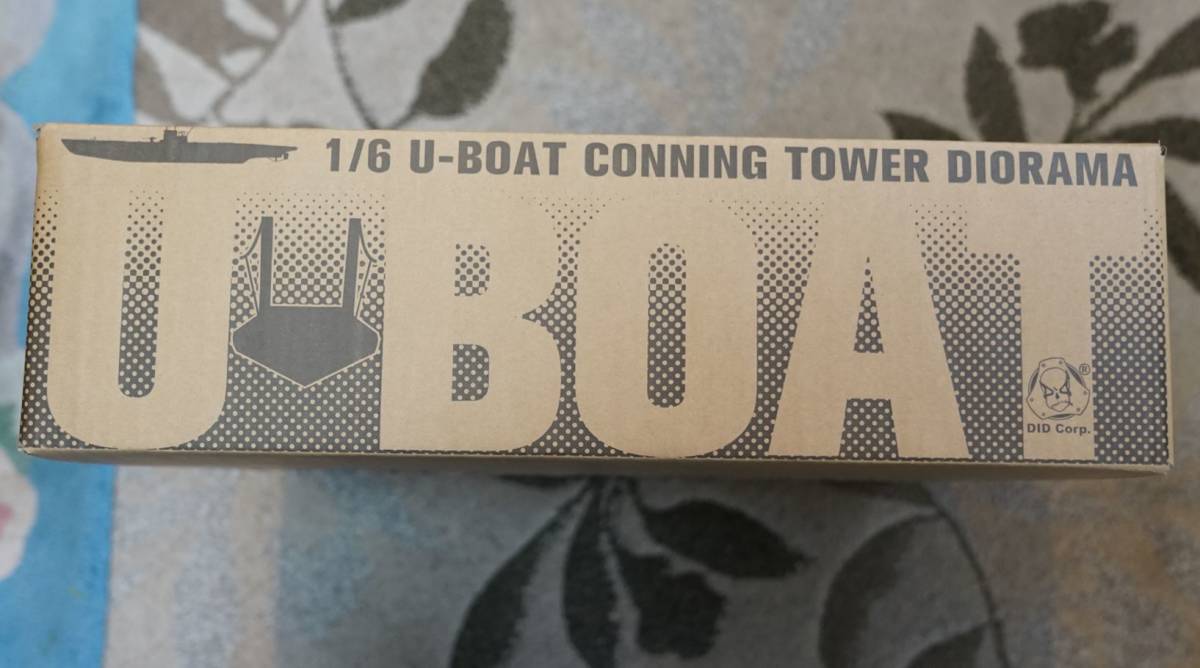 1/6 U-BOAT CONNING TOWER DIORAMA
U BOAT
®
DID Corp.